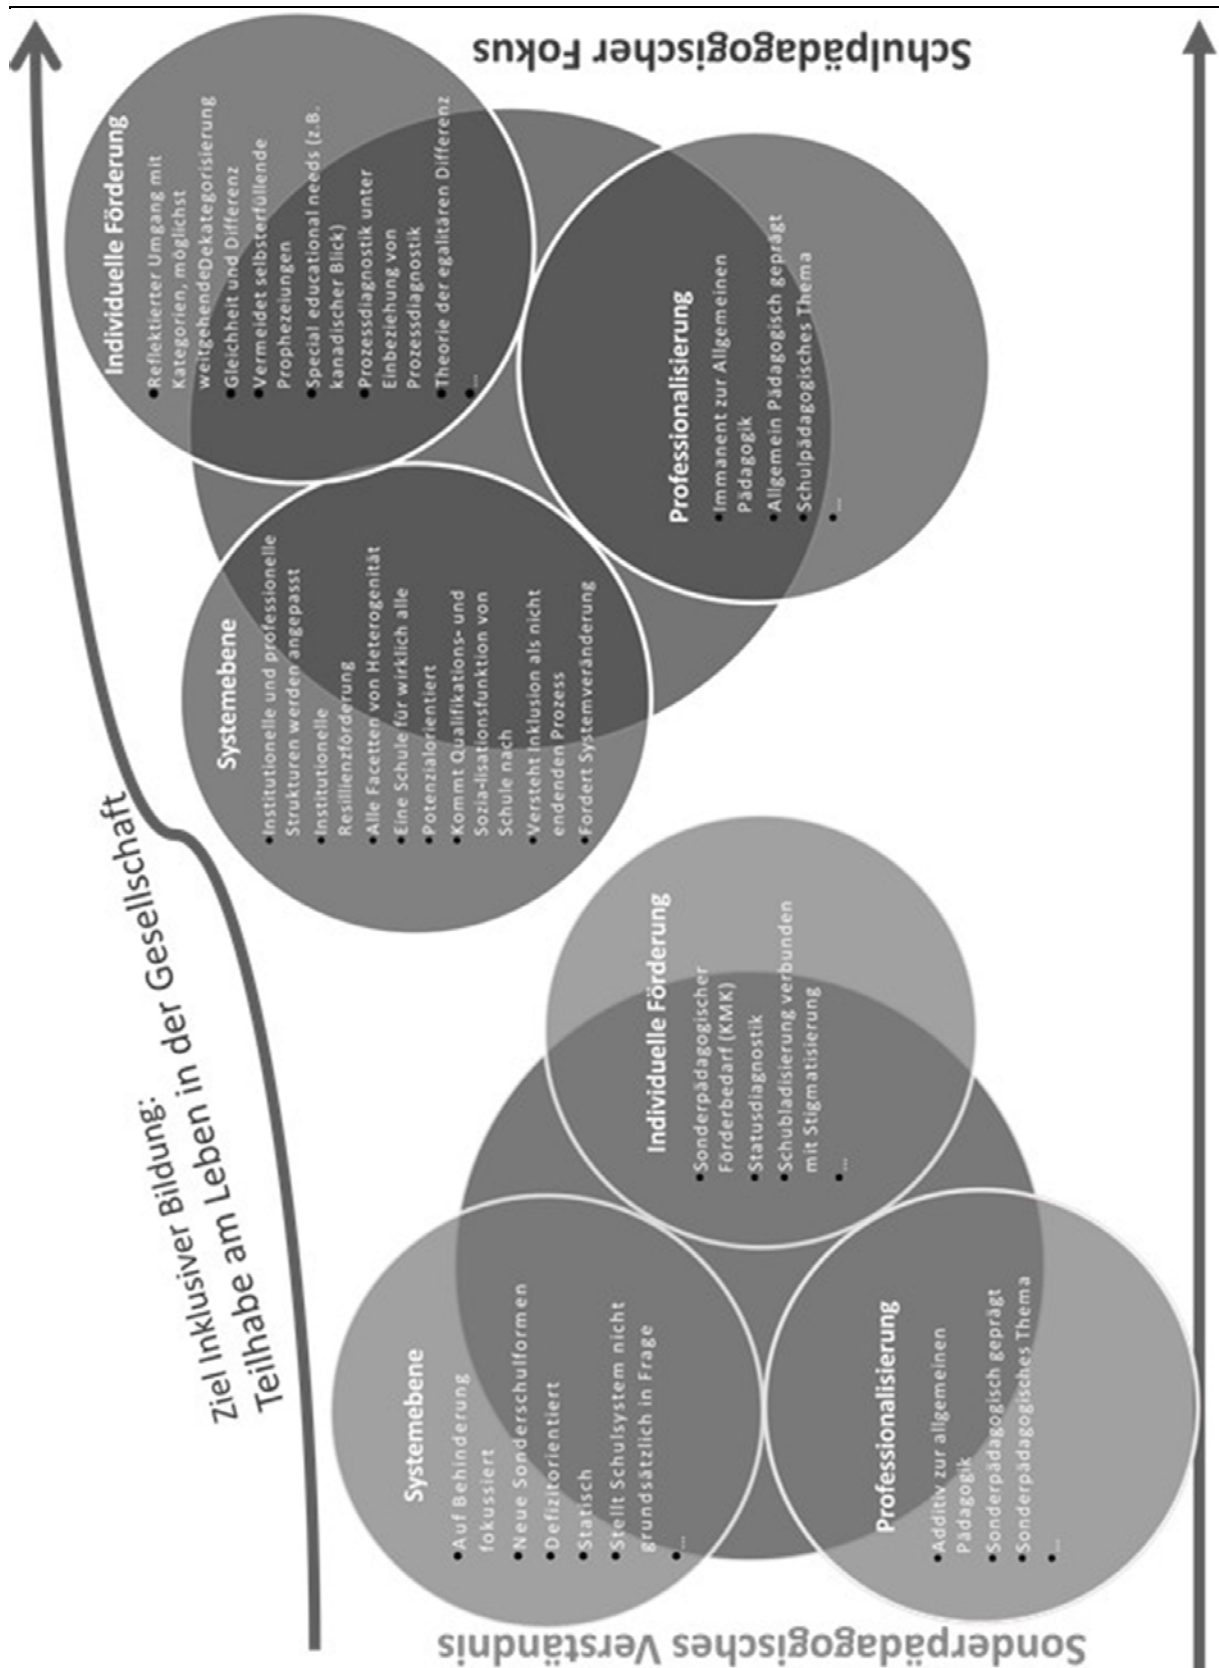 Ziel Inklusiver Bildung:
Teilhabe am Leben in der Gesellschaft
Sonderpädagogisches Verständnis
Systemebene
•Auf Behinderung
fokussiert
•Neue Sonderschulformen
•Defizitorientiert
•Statisch
•Stellt Schulsystem nicht
grundsätzlich in Frage
•...
Individuelle Förderung
•Sonderpädagogischer
Förderbedarf (KMK)
•Statusdiagnostik
•Schubladisierung verbunden
mit Stigmatisierung
•...
Professionalisierung
•Additiv zur allgemeinen
Pädagogik
•Sonderpädagogisch geprägt
•Sonderpädagogisches Thema
•...
Schulpädagogischer Fokus
Systemebene
•Institutionelle und professionelle
Strukturen werden angepasst
•Institutionelle
Resillienzförderung
•Alle Facetten von Heterogenität
•Eine Schule für wirklich alle
•Potenzialorientiert
•Kommt Qualifikations- und
Sozia-lisationsfunktion von
Schule nach
•Versteht Inklusion als nicht
endenden Prozess
•Fordert Systemveränderung
Individuelle Förderung
•Reflektierter Umgang mit
Kategorien, möglichst
weitgehendeDekategorisierung
•Gleichheit und Differenz
•Vermeidet selbsterfüllende
Prophezeiungen
•Special educational needs (z.B.
kanadischer Blick)
•Prozessdiagnostik unter
Einbeziehung von
Prozessdiagnostik
•Theorie der egalitären Differenz
•...
Professionalisierung
•Immanent zur Allgemeinen
Pädagogik
•Allgemein Pädagogisch geprägt
•Schulpädagogisches Thema
•...